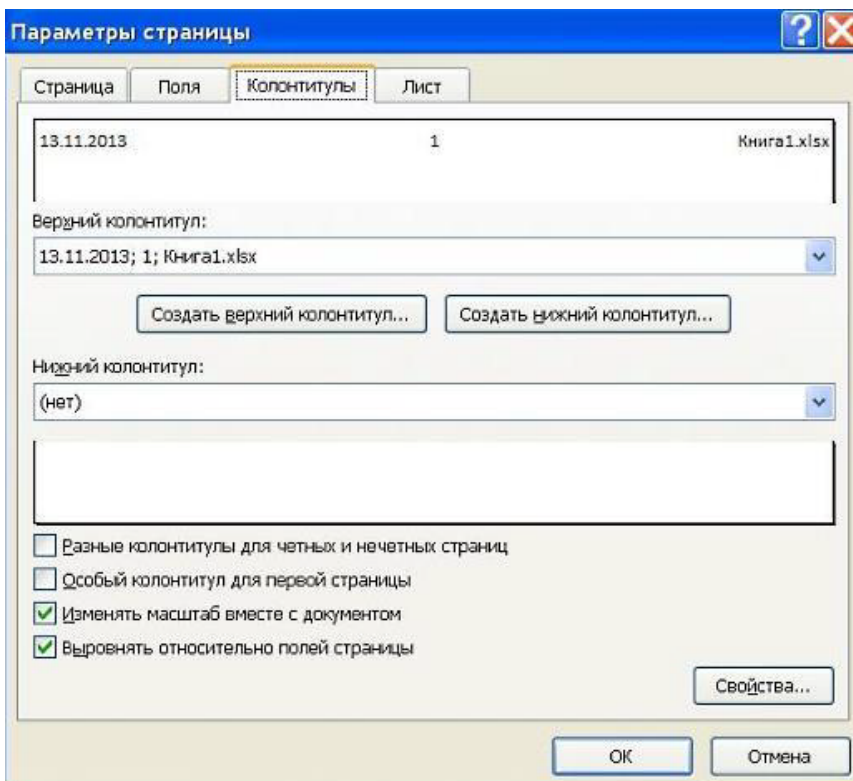 Параметры страницы
Страница Поля Колонтитулы Лист
13.11.2013 1 Книга1.xlsx
Верхний колонтитул:
13.11.2013; 1; Книга1.xlsx
Создать верхний колонтитул... Создать нижний колонтитул...
Нижний колонтитул:
(нет)
Разные колонтитулы для четных и нечетных страниц
Особый колонтитул для первой страницы
Изменять масштаб вместе с документом
Выровнять относительно полей страницы
Свойства...
ОК Отмена